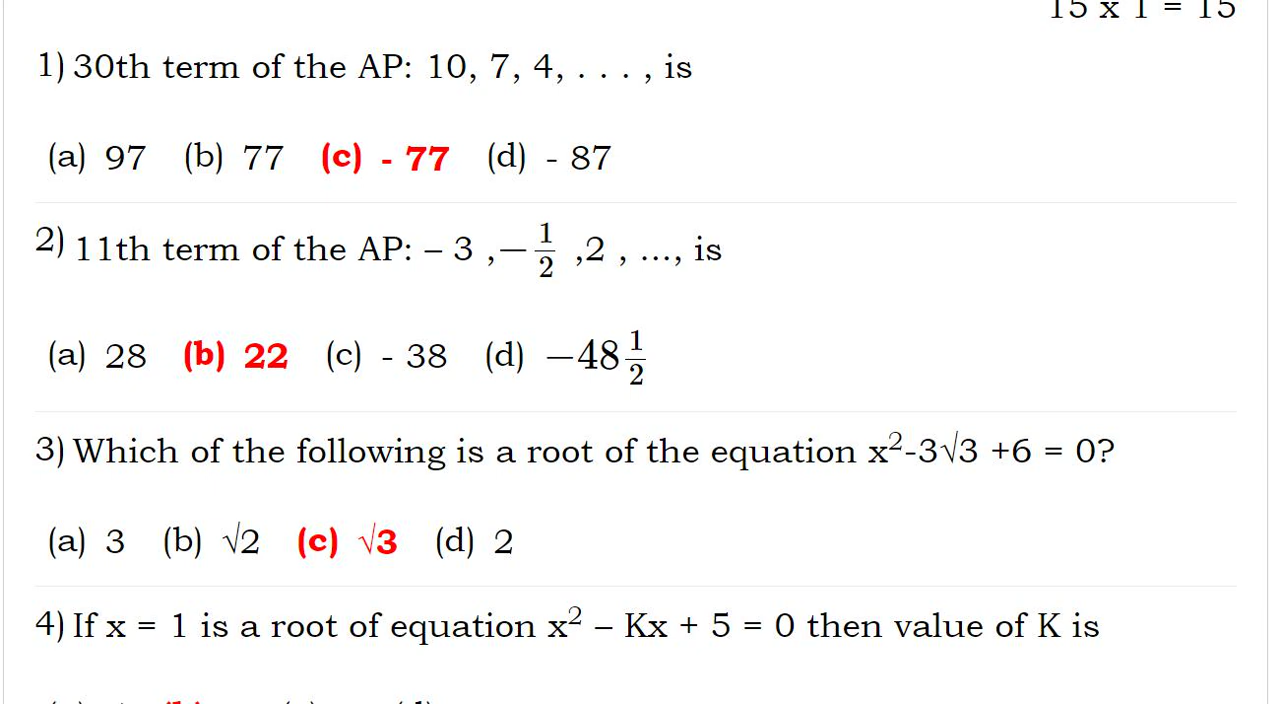 15 x 1 = 15
1) 30th term of the AP: 10, 7, 4, . . . , is
(a) 97 (b) 77 (c) - 77 (d) - 87
2) 11th term of the AP: – 3 ,−1/2 ,2 , ..., is
(a) 28 (b) 22 (c) - 38 (d) −48 1/2
3) Which of the following is a root of the equation x²-3√3 +6 = 0?
(a) 3 (b) √2 (c) √3 (d) 2
4) If x = 1 is a root of equation x² – Kx + 5 = 0 then value of K is